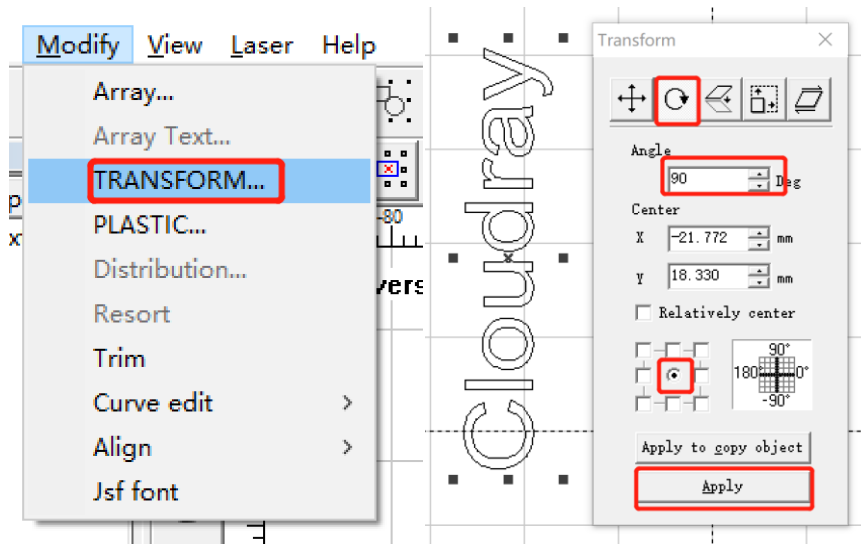 Modify View Laser Help
Array...
Array Text...
TRANSFORM...
PLASTIC...
Distribution...
Resort
Trim
Curve edit
Align
Jsf font
-80
vers
Cloudray
Transform
Angle
90 Deg
Center
X -21.772 mm
Y 18.330 mm
Relatively center
90°
180° 0°
-90°
Apply to copy object
Apply